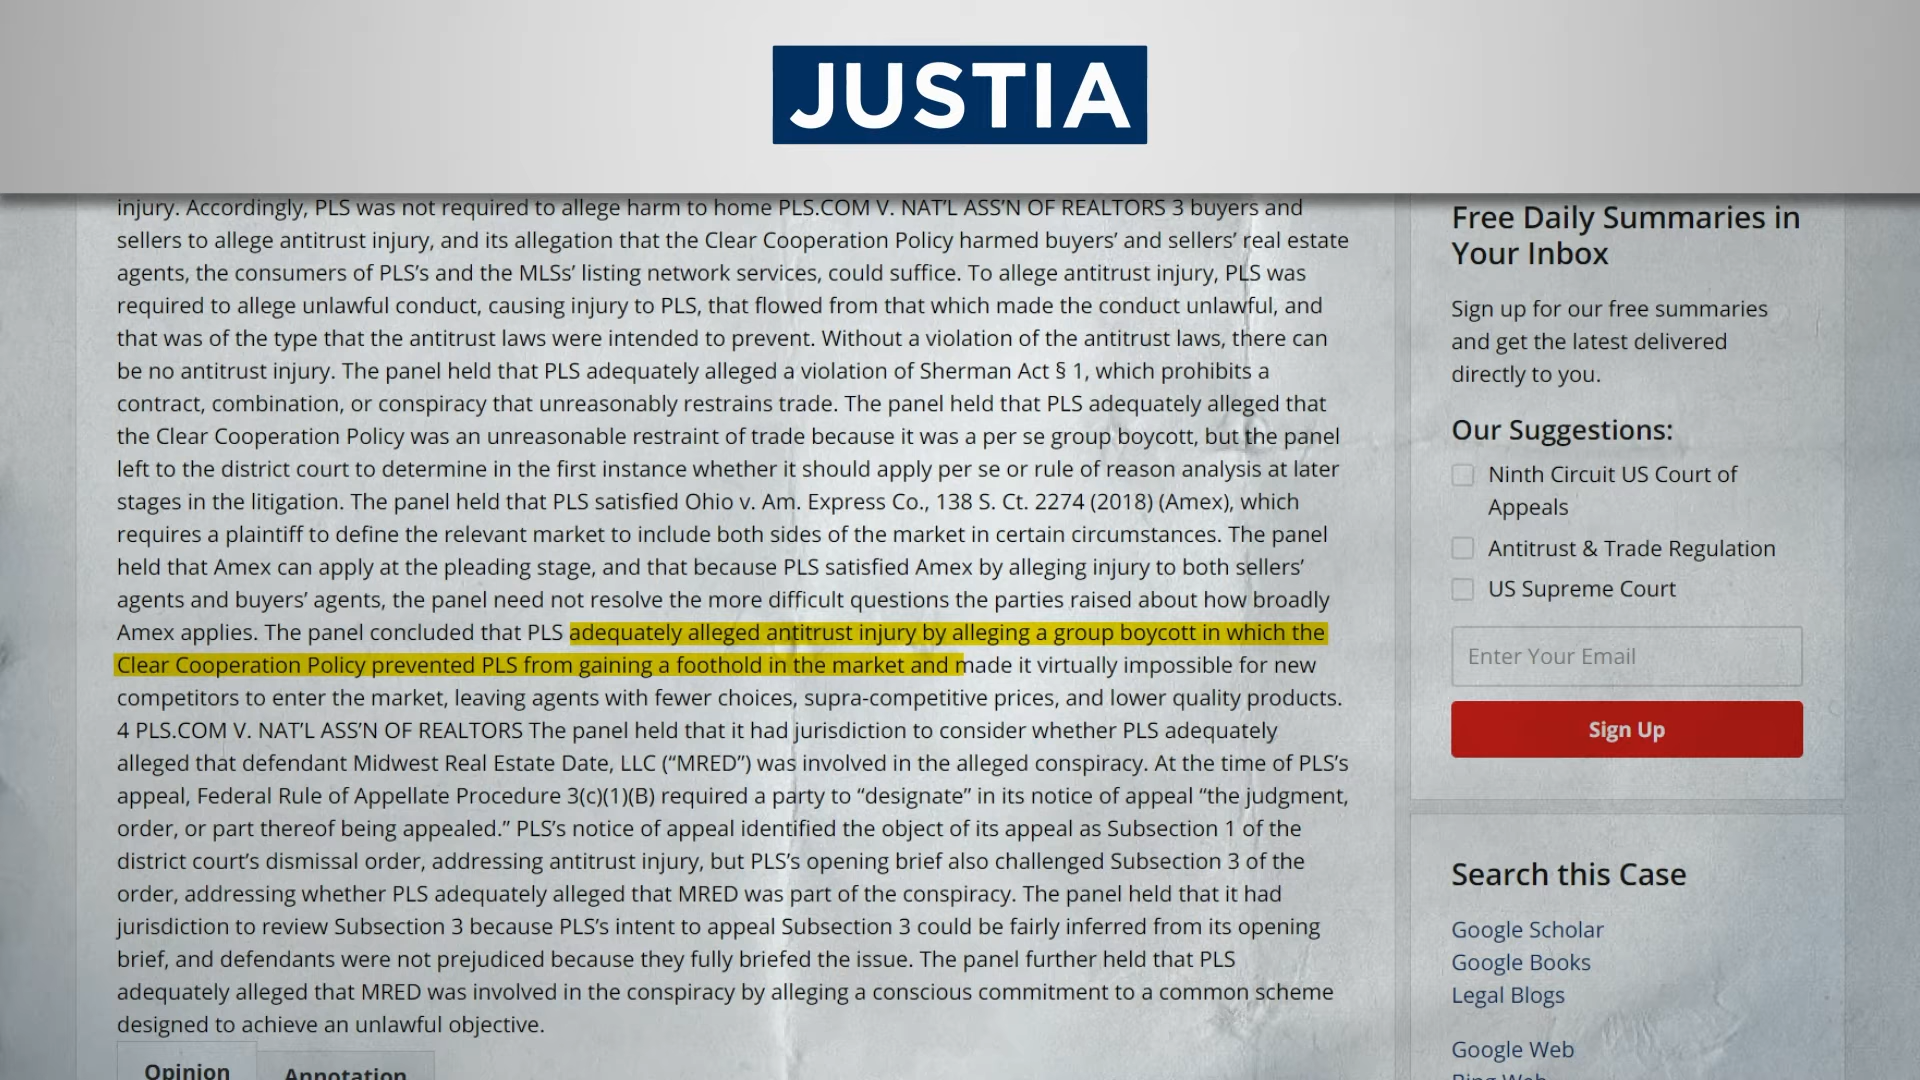 JUSTIA
injury. Accordingly, PLS was not required to allege harm to home PLS.COM V. NAT’L ASS’N OF REALTORS 3 buyers and
sellers to allege antitrust injury, and its allegation that the Clear Cooperation Policy harmed buyers’ and sellers’ real estate
agents, the consumers of PLS’s and the MLSs’ listing network services, could suffice. To allege antitrust injury, PLS was
required to allege unlawful conduct, causing injury to PLS, that flowed from that which made the conduct unlawful, and
that was of the type that the antitrust laws were intended to prevent. Without a violation of the antitrust laws, there can
be no antitrust injury. The panel held that PLS adequately alleged a violation of Sherman Act § 1, which prohibits a
contract, combination, or conspiracy that unreasonably restrains trade. The panel held that PLS adequately alleged that
the Clear Cooperation Policy was an unreasonable restraint of trade because it was a per se group boycott, but the panel
left to the district court to determine in the first instance whether it should apply per se or rule of reason analysis at later
stages in the litigation. The panel held that PLS satisfied Ohio v. Am. Express Co., 138 S. Ct. 2274 (2018) (Amex), which
requires a plaintiff to define the relevant market to include both sides of the market in certain circumstances. The panel
held that Amex can apply at the pleading stage, and that because PLS satisfied Amex by alleging injury to both sellers’
agents and buyers’ agents, the panel need not resolve the more difficult questions the parties raised about how broadly
Amex applies. The panel concluded that PLS adequately alleged antitrust injury by alleging a group boycott in which the
Clear Cooperation Policy prevented PLS from gaining a foothold in the market and made it virtually impossible for new
competitors to enter the market, leaving agents with fewer choices, supra-competitive prices, and lower quality products.
4 PLS.COM V. NAT’L ASS’N OF REALTORS The panel held that it had jurisdiction to consider whether PLS adequately
alleged that defendant Midwest Real Estate Date, LLC (“MRED”) was involved in the alleged conspiracy. At the time of PLS’s
appeal, Federal Rule of Appellate Procedure 3(c)(1)(B) required a party to “designate” in its notice of appeal “the judgment,
order, or part thereof being appealed.” PLS’s notice of appeal identified the object of its appeal as Subsection 1 of the
district court’s dismissal order, addressing antitrust injury, but PLS’s opening brief also challenged Subsection 3 of the
order, addressing whether PLS adequately alleged that MRED was part of the conspiracy. The panel held that it had
jurisdiction to review Subsection 3 because PLS’s intent to appeal Subsection 3 could be fairly inferred from its opening
brief, and defendants were not prejudiced because they fully briefed the issue. The panel further held that PLS
adequately alleged that MRED was involved in the conspiracy by alleging a conscious commitment to a common scheme
designed to achieve an unlawful objective.
Opinion
Annotation
Free Daily Summaries in
Your Inbox
Sign up for our free summaries
and get the latest delivered
directly to you.
Our Suggestions:
Ninth Circuit US Court of
Appeals
Antitrust & Trade Regulation
US Supreme Court
Enter Your Email
Sign Up
Search this Case
Google Scholar
Google Books
Legal Blogs
Google Web
Bing Web